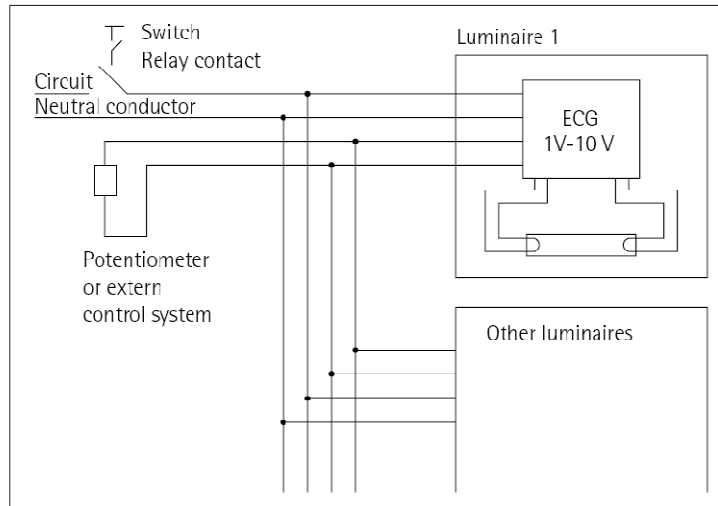 Switch
Relay contact
Circuit
Neutral conductor
Luminaire 1
ECG
1V-10 V
Potentiometer
or extern
control system
Other luminaires